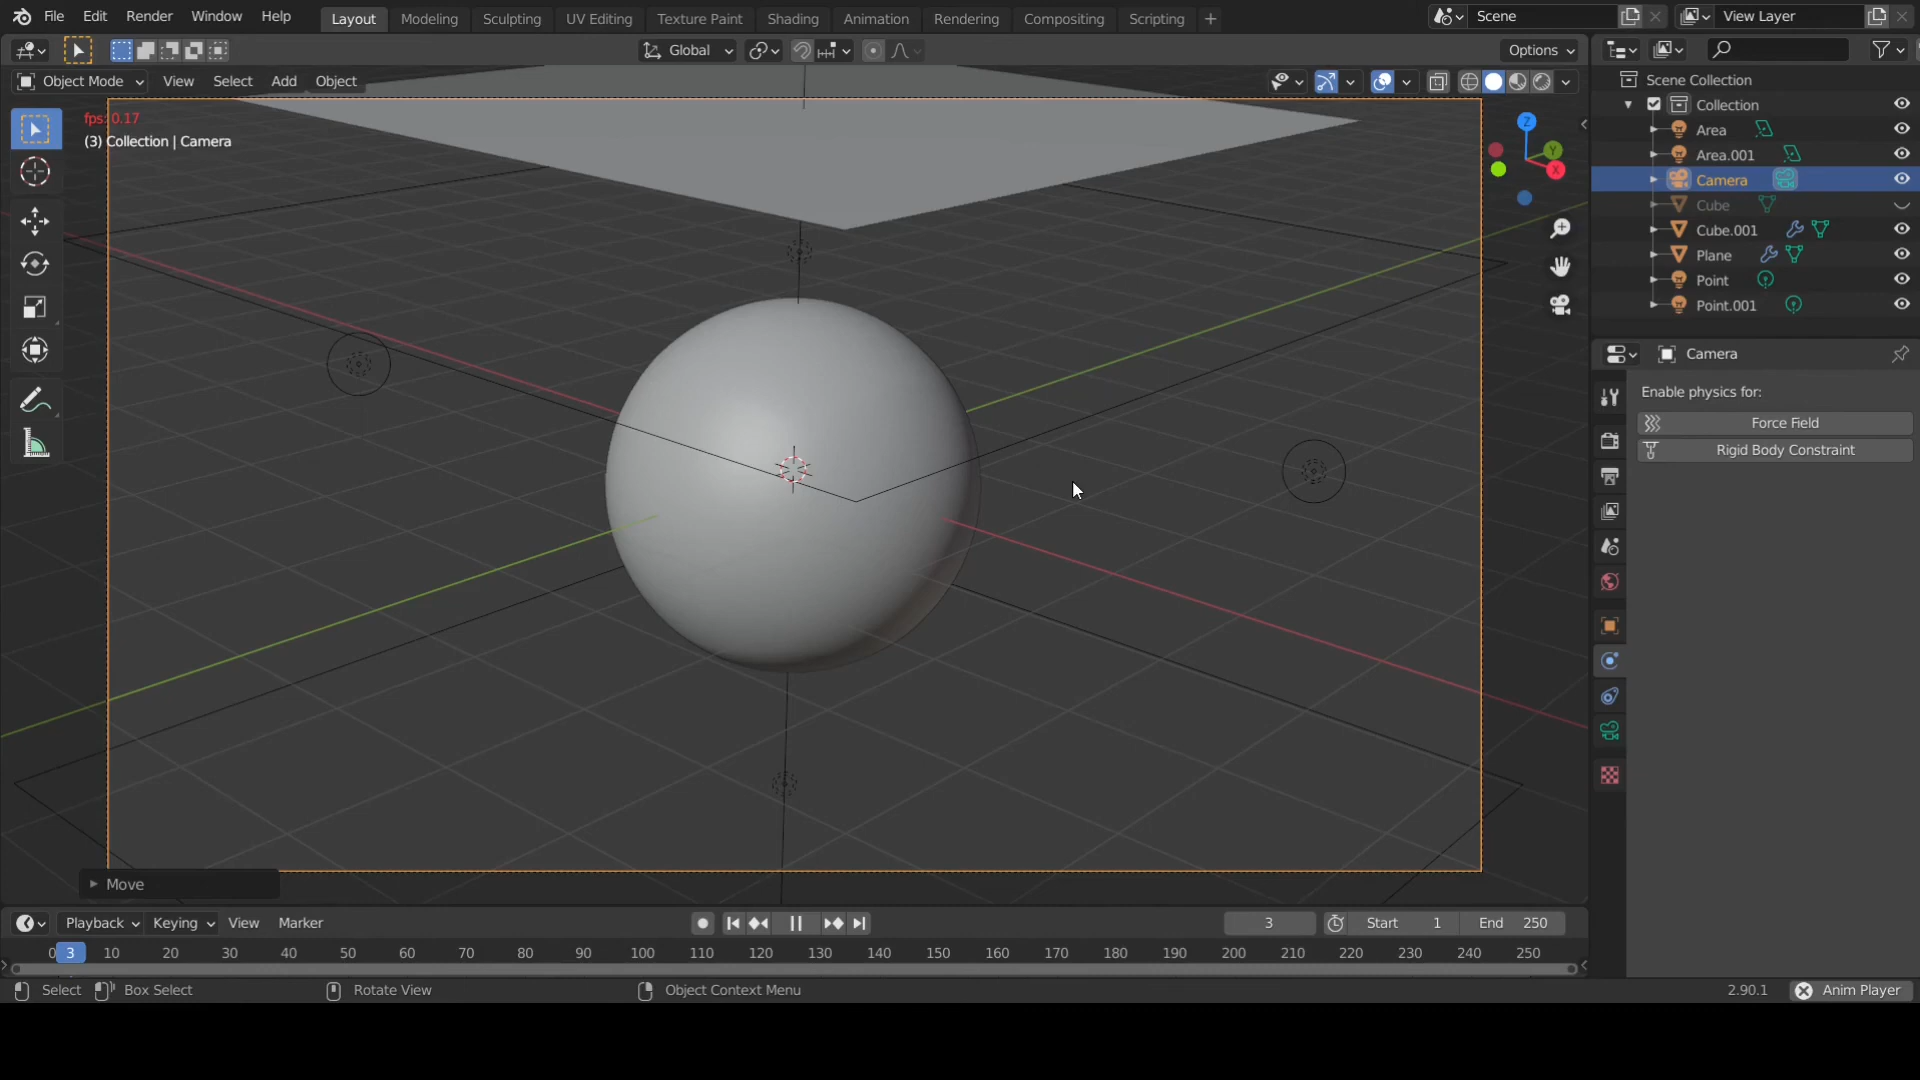 File Edit Render Window Help Layout Modeling Sculpting UV Editing Texture Paint Shading Animation Rendering Compositing Scripting + Scene View Layer
Global Options
Object Mode View Select Add Object
fps: 0.17
(3) Collection | Camera
Z
Y
X
Move
Scene Collection
Collection
Area
Area.001
Camera
Cube
Cube.001
Plane
Point
Point.001
Camera
Enable physics for:
Force Field
Rigid Body Constraint
Playback Keying View Marker 3 Start 1 End 250
0 3 10 20 30 40 50 60 70 80 90 100 110 120 130 140 150 160 170 180 190 200 210 220 230 240 250
Select Box Select Rotate View Object Context Menu 2.90.1 Anim Player